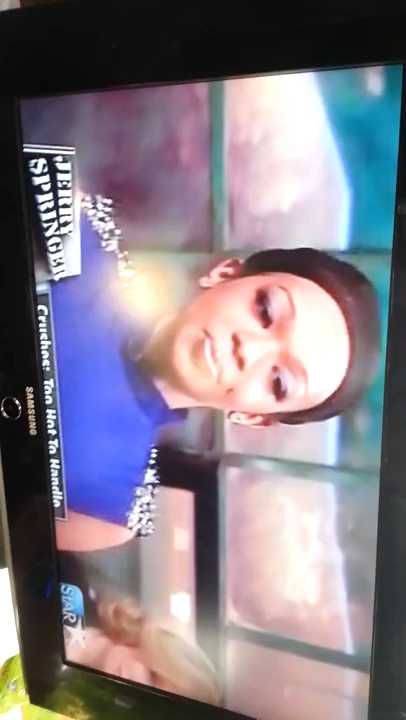 JERRY
SPRINGER
Crushes: Too Hot To Handle
STAR
SAMSUNG